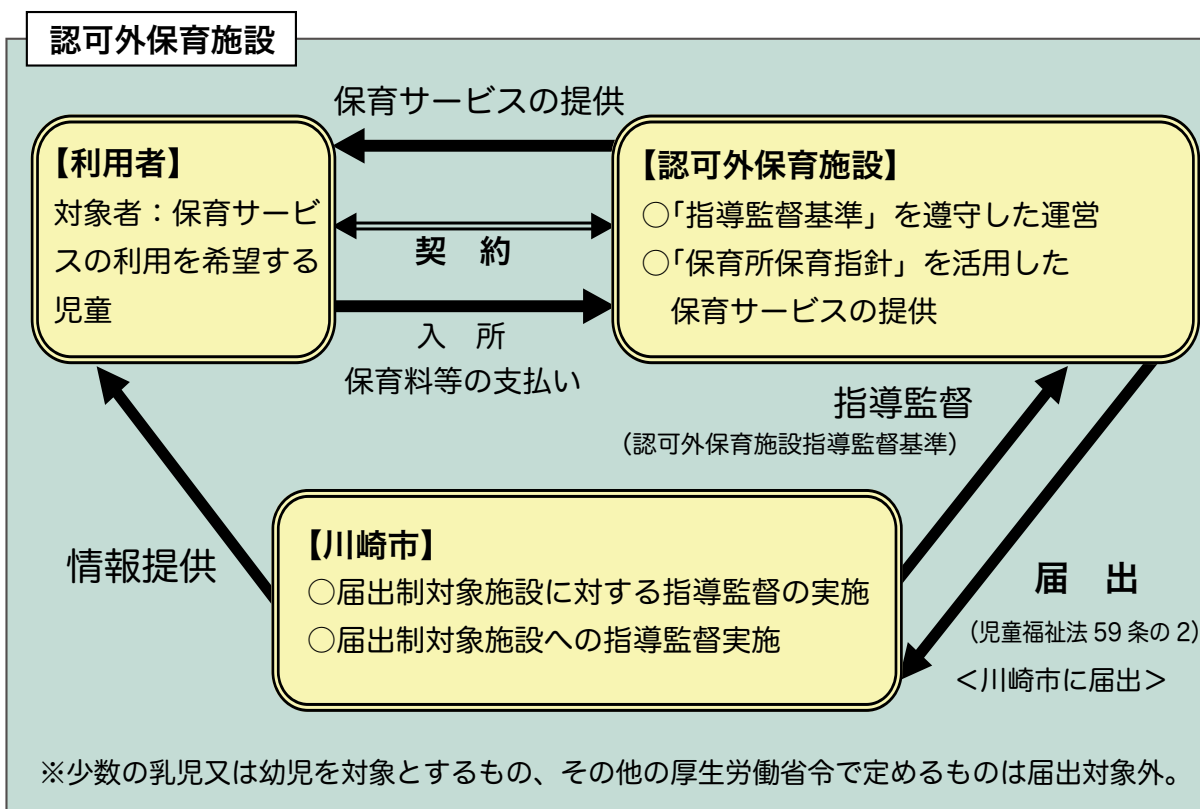 認可外保育施設
保育サービスの提供
【利用者】
対象者：保育サービ
スの利用を希望する
児童
契　約
入　所
保育料等の支払い
【認可外保育施設】
○「指導監督基準」を遵守した運営
○「保育所保育指針」を活用した
保育サービスの提供
指導監督
（認可外保育施設指導監督基準）
情報提供
【川崎市】
○届出制対象施設に対する指導監督の実施
○届出制対象施設への指導監督実施
届　出
（児童福祉法 59 条の 2）
＜川崎市に届出＞
※少数の乳児又は幼児を対象とするもの、その他の厚生労働省令で定めるものは届出対象外。